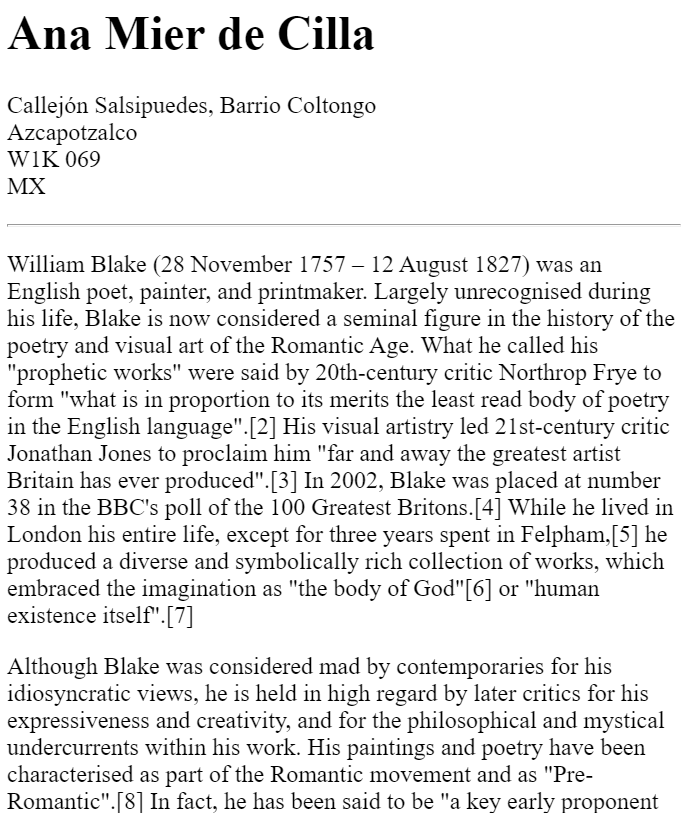 Ana Mier de Cilla
Callejón Salsipuedes, Barrio Coltongo
Azcapotzalco
W1K 069
MX
William Blake (28 November 1757 – 12 August 1827) was an
English poet, painter, and printmaker. Largely unrecognised during
his life, Blake is now considered a seminal figure in the history of the
poetry and visual art of the Romantic Age. What he called his
"prophetic works" were said by 20th-century critic Northrop Frye to
form "what is in proportion to its merits the least read body of poetry
in the English language".[2] His visual artistry led 21st-century critic
Jonathan Jones to proclaim him "far and away the greatest artist
Britain has ever produced".[3] In 2002, Blake was placed at number
38 in the BBC's poll of the 100 Greatest Britons.[4] While he lived in
London his entire life, except for three years spent in Felpham,[5] he
produced a diverse and symbolically rich collection of works, which
embraced the imagination as "the body of God"[6] or "human
existence itself".[7]
Although Blake was considered mad by contemporaries for his
idiosyncratic views, he is held in high regard by later critics for his
expressiveness and creativity, and for the philosophical and mystical
undercurrents within his work. His paintings and poetry have been
characterised as part of the Romantic movement and as "Pre-
Romantic".[8] In fact, he has been said to be "a key early proponent